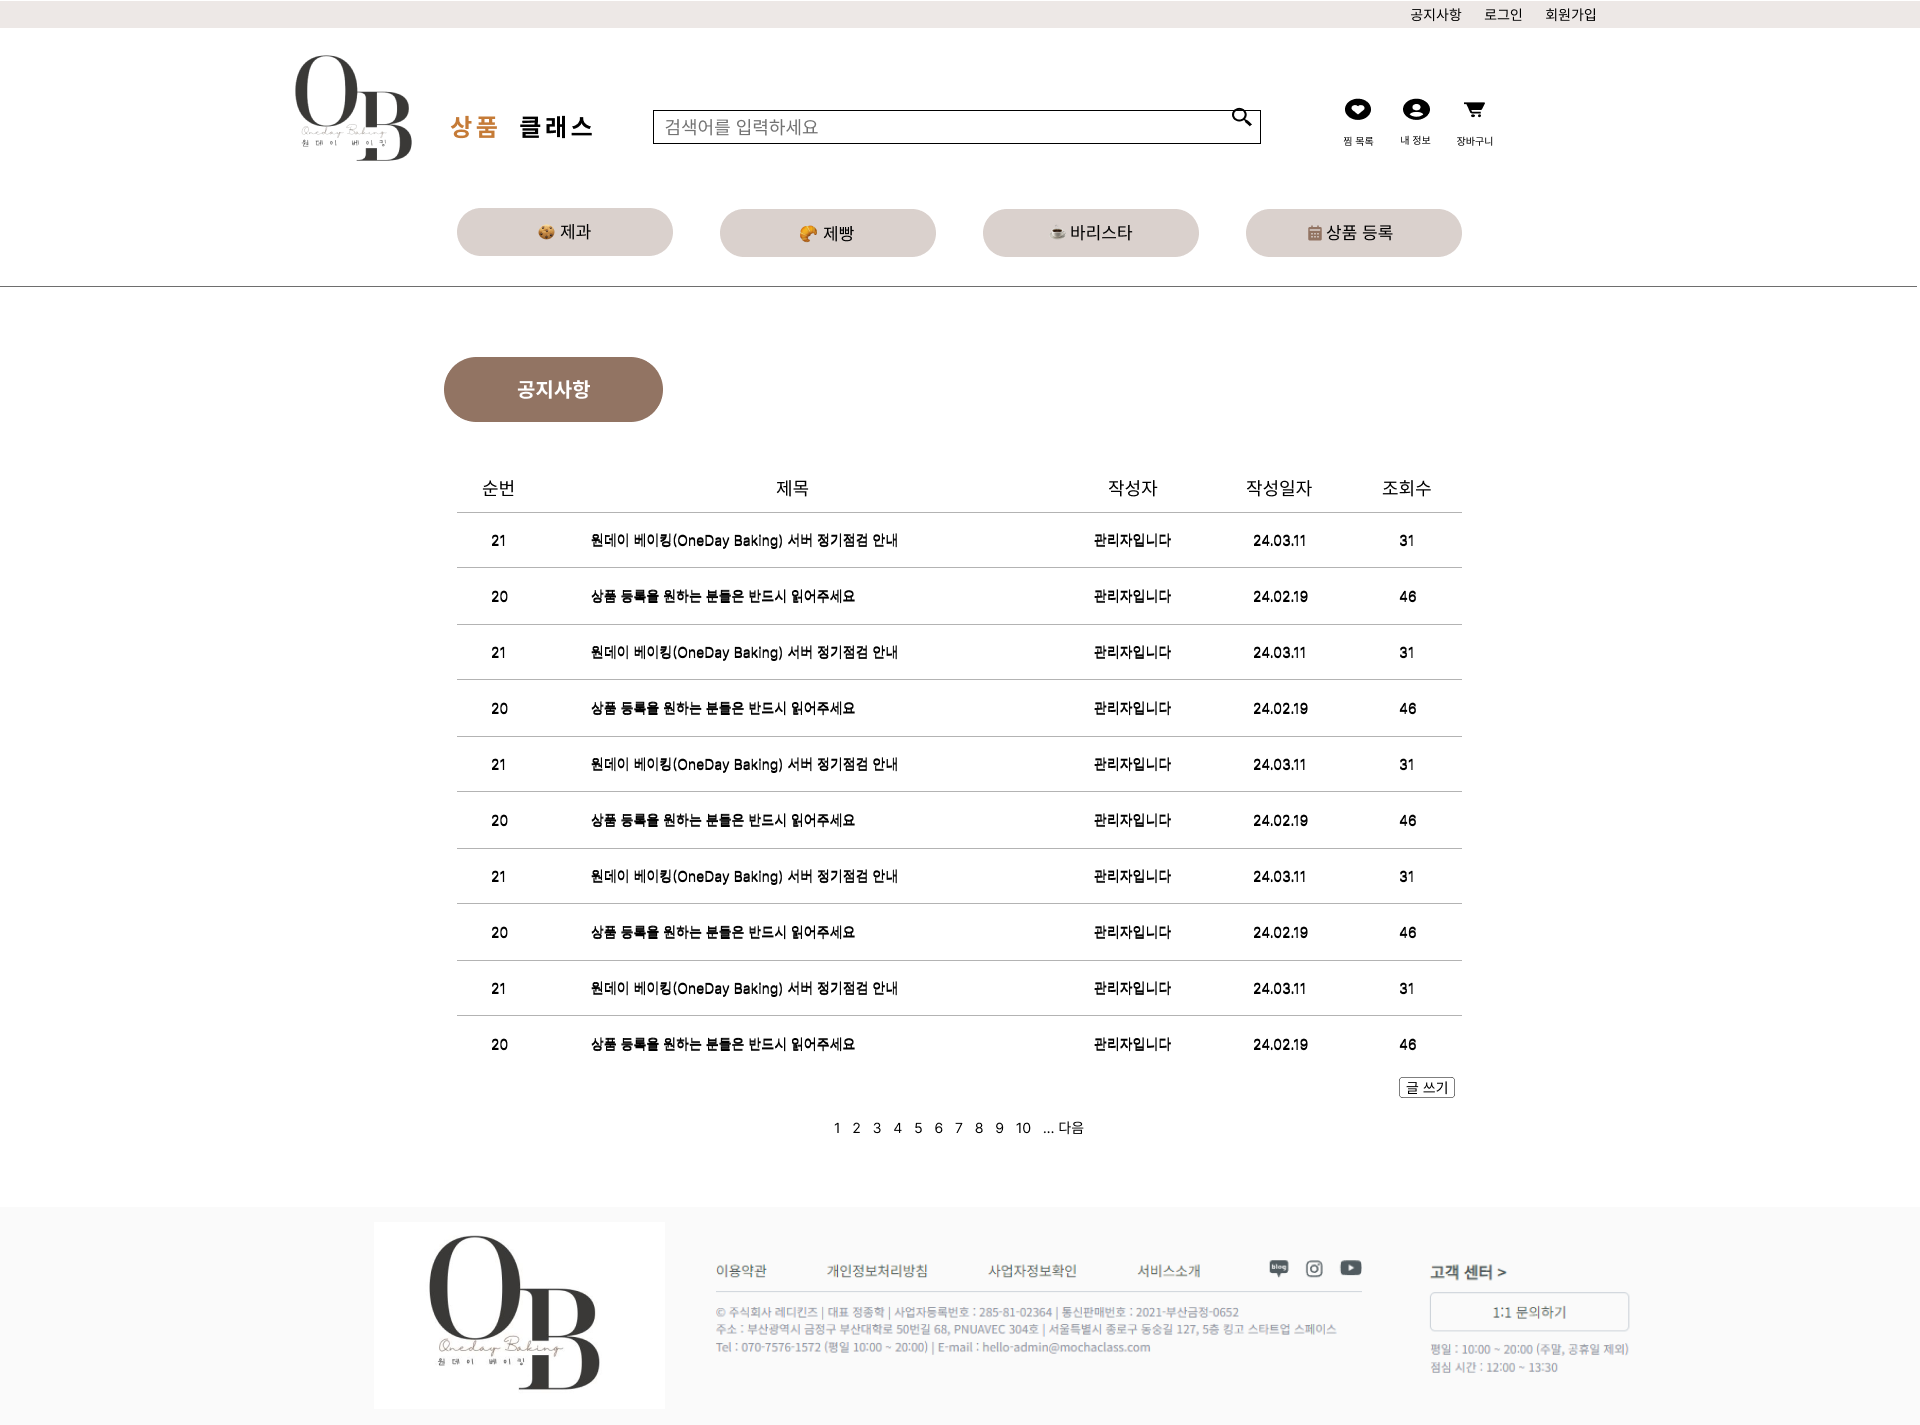 공지사항 로그인 회원가입
OB
Oneday Baking
원데이 베이킹
상품 클래스
검색어를 입력하세요
찜 목록 내 정보 장바구니
제과 제빵 바리스타 상품 등록
공지사항
순번 제목 작성자 작성일자 조회수
21 원데이 베이킹(OneDay Baking) 서버 정기점검 안내 관리자입니다 24.03.11 31
20 상품 등록을 원하는 분들은 반드시 읽어주세요 관리자입니다 24.02.19 46
21 원데이 베이킹(OneDay Baking) 서버 정기점검 안내 관리자입니다 24.03.11 31
20 상품 등록을 원하는 분들은 반드시 읽어주세요 관리자입니다 24.02.19 46
21 원데이 베이킹(OneDay Baking) 서버 정기점검 안내 관리자입니다 24.03.11 31
20 상품 등록을 원하는 분들은 반드시 읽어주세요 관리자입니다 24.02.19 46
21 원데이 베이킹(OneDay Baking) 서버 정기점검 안내 관리자입니다 24.03.11 31
20 상품 등록을 원하는 분들은 반드시 읽어주세요 관리자입니다 24.02.19 46
21 원데이 베이킹(OneDay Baking) 서버 정기점검 안내 관리자입니다 24.03.11 31
20 상품 등록을 원하는 분들은 반드시 읽어주세요 관리자입니다 24.02.19 46
글 쓰기
1 2 3 4 5 6 7 8 9 10 ... 다음
OB
Oneday Baking
원데이 베이킹
이용약관 개인정보처리방침 사업자정보확인 서비스소개 blog
© 주식회사 레디킨즈 | 대표 정종학 | 사업자등록번호 : 285-81-02364 | 통신판매번호 : 2021-부산금정-0652
주소 : 부산광역시 금정구 부산대학로 50번길 68, PNUAVEC 304호 | 서울특별시 종로구 동숭길 127, 5층 킹고 스타트업 스페이스
Tel : 070-7576-1572 (평일 10:00 ~ 20:00) | E-mail : hello-admin@mochaclass.com
고객 센터 >
1:1 문의하기
평일 : 10:00 ~ 20:00 (주말, 공휴일 제외)
점심 시간 : 12:00 ~ 13:30